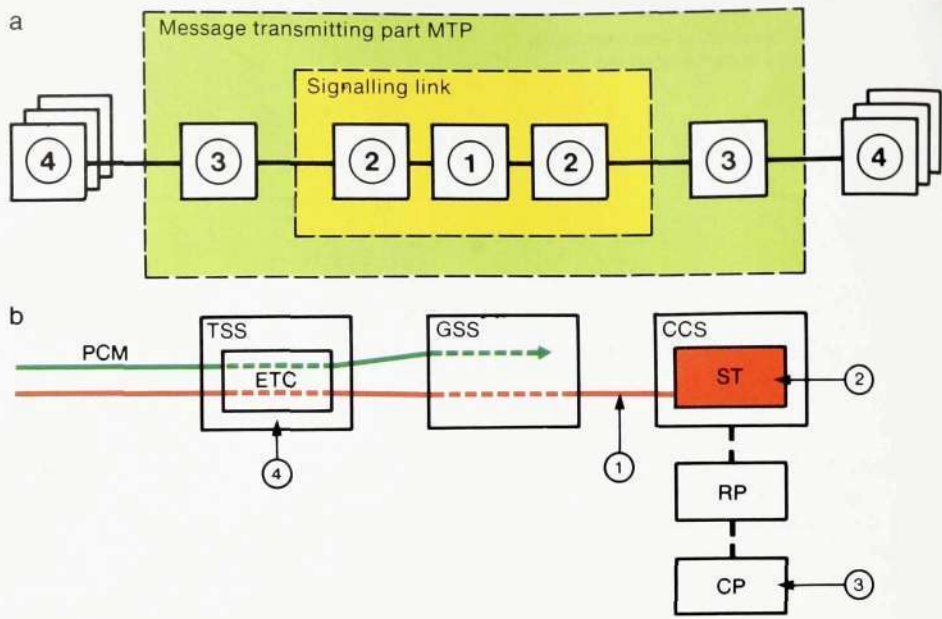 a
Message transmitting part MTP
Signalling link
4 3 2 1 2 3 4
b
PCM
TSS
ETC
GSS
CCS
ST
2
4
1
RP
CP
3